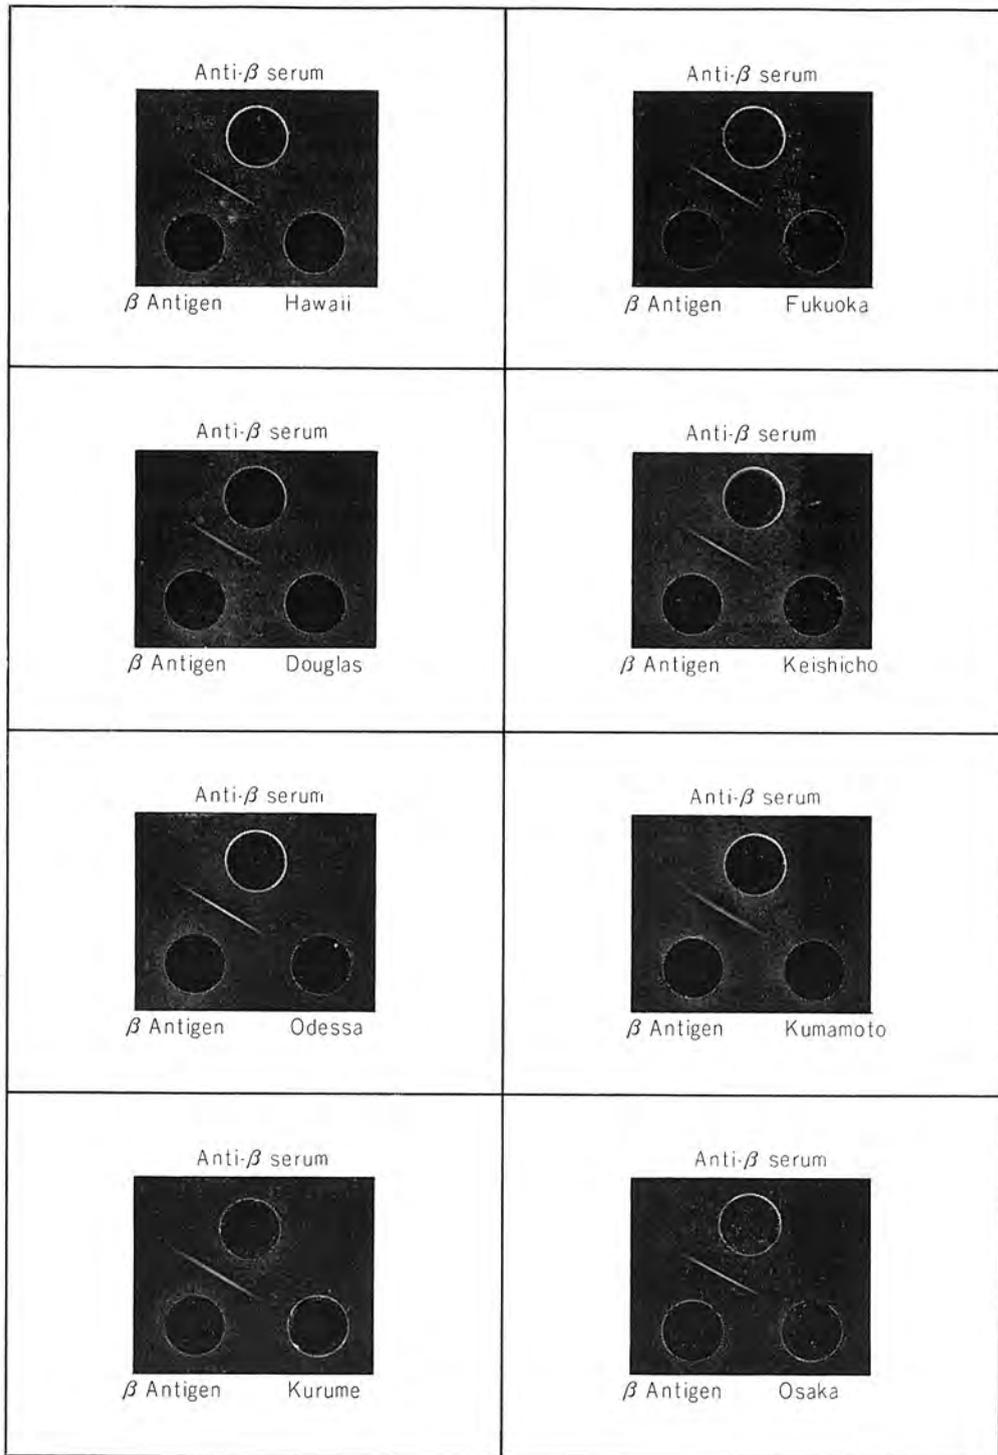 Anti-β serum
β Antigen Hawaii
Anti-β serum
β Antigen Fukuoka
Anti-β serum
β Antigen Douglas
Anti-β serum
β Antigen Keishicho
Anti-β serum
β Antigen Odessa
Anti-β serum
β Antigen Kumamoto
Anti-β serum
β Antigen Kurume
Anti-β serum
β Antigen Osaka